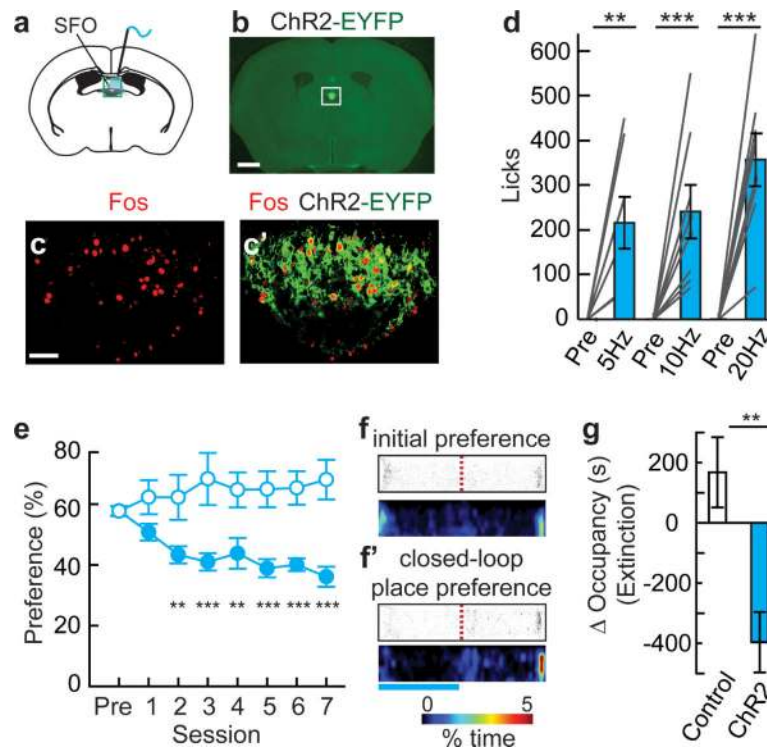 a
SFO
b
ChR2-EYFP
c
Fos
c'
Fos ChR2-EYFP
d
** *** ***
600
500
400
300
200
100
0
Licks
Pre 5Hz Pre 10Hz Pre 20Hz
e
80
60
40
20
0
Preference (%)
** *** ** *** *** ***
Pre 1 2 3 4 5 6 7
Session
f
initial preference
f'
closed-loop
place preference
0 5
% time
g
**
200
0
-200
-400
Δ Occupancy (s)
(Extinction)
Control ChR2